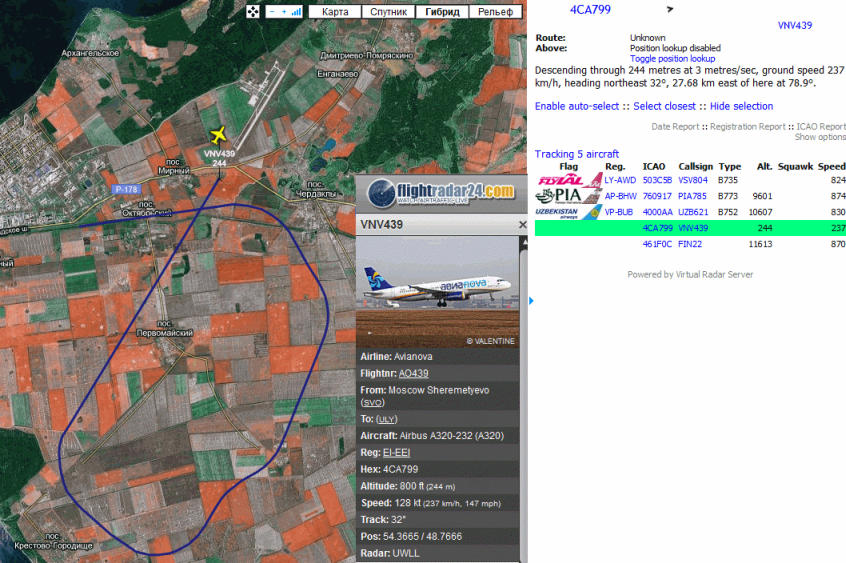 Карта
Спутник
Гибрид
Рельеф
Архангельское
Дмитриево-Помряскино
Енганаево
VNV439
244
пос.
Мирный
P-178
пос.
Чердаклы
пос.
Октябрьский
пос.
Первомайский
пос.
Крестово-Городище
flightradar24.com
WATCH AIR TRAFFIC - LIVE
VNV439
AVIANOVA
© VALENTINE
Airline: Avianova
Flightnr: AO439
From: Moscow Sheremetyevo
(SVO)
To: (ULY)
Aircraft: Airbus A320-232 (A320)
Reg: EI-EEI
Hex: 4CA799
Altitude: 800 ft (244 m)
Speed: 128 kt (237 km/h, 147 mph)
Track: 32°
Pos: 54.3665 / 48.7666
Radar: UWLL
4CA799
VNV439
Route: Unknown
Above: Position lookup disabled
Toggle position lookup
Descending through 244 metres at 3 metres/sec, ground speed 237
km/h, heading northeast 32°, 27.68 km east of here at 78.9°.
Enable auto-select :: Select closest :: Hide selection
Date Report :: Registration Report :: ICAO Report
Show options
Tracking 5 aircraft
Flag Reg. ICAO Callsign Type Alt. Squawk Speed
FLYLAL LY-AWD 503C5B VSV804 B735 824
PIA AP-BHW 760917 PIA785 B773 9601 874
UZBEKISTAN airways VP-BUB 4000AA UZB621 B752 10607 830
4CA799 VNV439 244 237
461F0C FIN22 11613 870
Powered by Virtual Radar Server